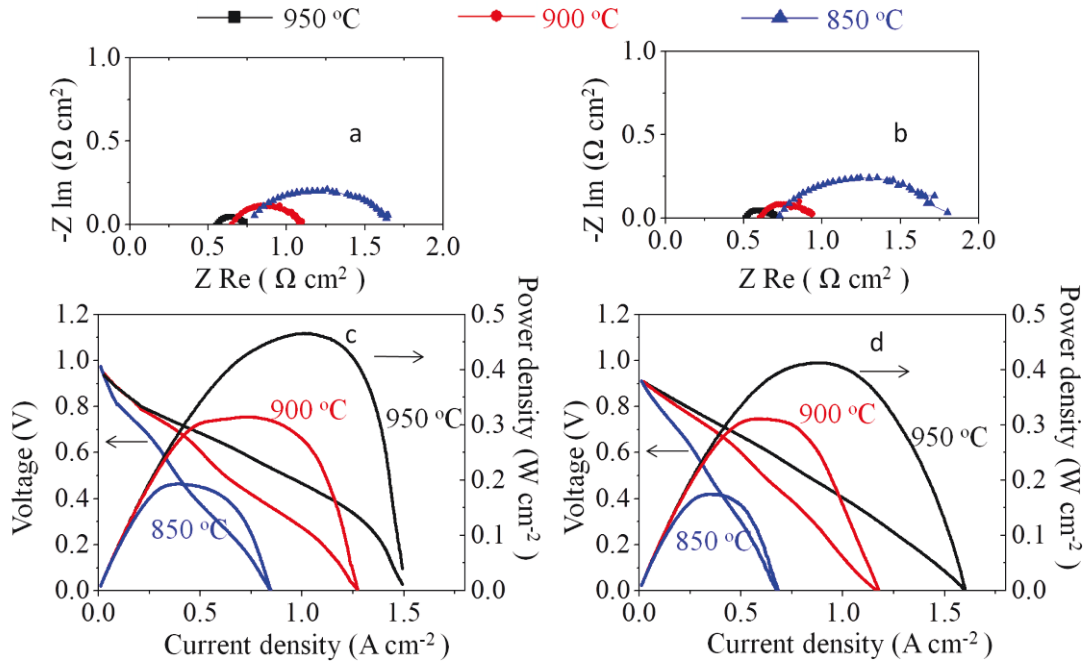 950 °C 900 °C 850 °C
-Z Im (Ω cm²)
1.0
0.5
0.0
a
0.0 0.5 1.0 1.5 2.0
Z Re ( Ω cm²)
-Z Im (Ω cm²)
1.0
0.5
0.0
b
0.0 0.5 1.0 1.5 2.0
Z Re ( Ω cm²)
Voltage (V)
1.2
1.0
0.8
0.6
0.4
0.2
0.0
c
950 °C
900 °C
850 °C
0.5
0.4
0.3
0.2
0.1
0.0
Power density (W cm⁻²)
0.0 0.5 1.0 1.5
Current density (A cm⁻²)
Voltage (V)
1.2
1.0
0.8
0.6
0.4
0.2
0.0
d
900 °C
950 °C
850 °C
0.5
0.4
0.3
0.2
0.1
0.0
Power density (W cm⁻²)
0.0 0.5 1.0 1.5
Current density (A cm⁻²)